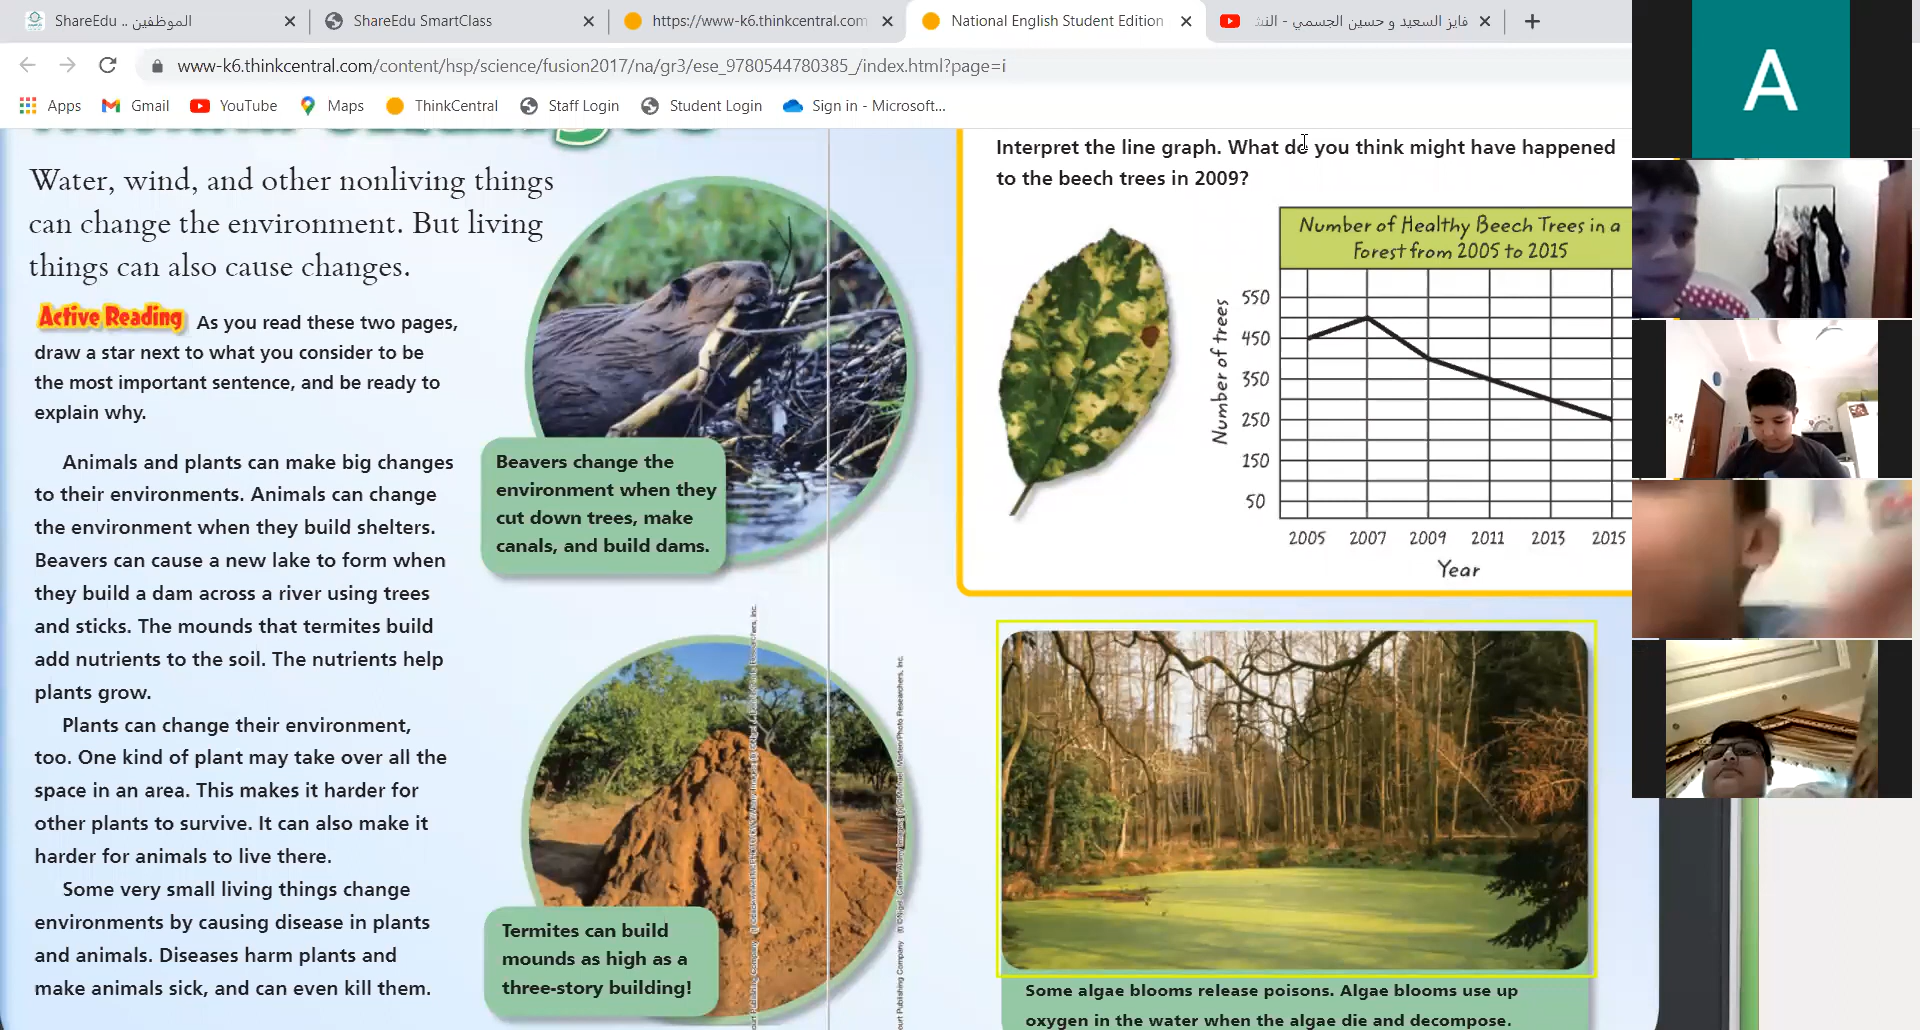 ShareEdu .. الموظفين
ShareEdu SmartClass
https://www-k6.thinkcentral.com
National English Student Edition
فايز السعيد و حسين الجسمي -
www-k6.thinkcentral.com/content/hsp/science/fusion2017/na/gr3/ese_9780544780385_/index.html?page=i
Apps
Gmail
YouTube
Maps
ThinkCentral
Staff Login
Student Login
Sign in - Microsoft...
Water, wind, and other nonliving things
can change the environment. But living
things can also cause changes.
Active Reading As you read these two pages,
draw a star next to what you consider to be
the most important sentence, and be ready to
explain why.
Animals and plants can make big changes
to their environments. Animals can change
the environment when they build shelters.
Beavers can cause a new lake to form when
they build a dam across a river using trees
and sticks. The mounds that termites build
add nutrients to the soil. The nutrients help
plants grow.
Plants can change their environment,
too. One kind of plant may take over all the
space in an area. This makes it harder for
other plants to survive. It can also make it
harder for animals to live there.
Some very small living things change
environments by causing disease in plants
and animals. Diseases harm plants and
make animals sick, and can even kill them.
Beavers change the
environment when they
cut down trees, make
canals, and build dams.
Termites can build
mounds as high as a
three-story building!
Interpret the line graph. What do you think might have happened
to the beech trees in 2009?
Number of Healthy Beech Trees in a
Forest from 2005 to 2015
Number of trees
550
450
350
250
150
50
2005 2007 2009 2011 2013 2015
Year
Some algae blooms release poisons. Algae blooms use up
oxygen in the water when the algae die and decompose.
A